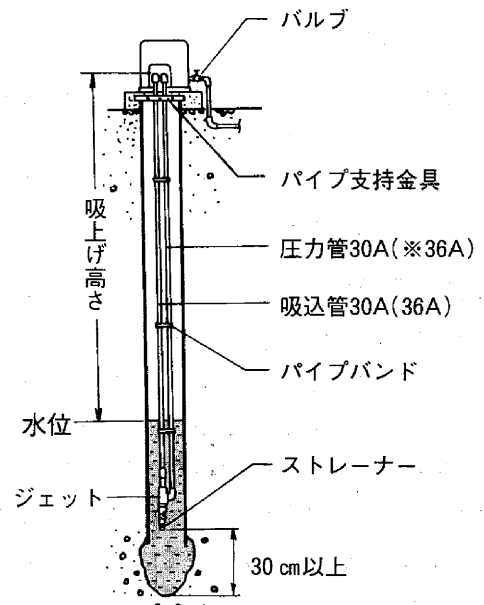 バルブ
パイプ支持金具
吸上げ高さ
圧力管30A(※36A)
吸込管30A(36A)
パイプバンド
水位
ストレーナー
ジェット
30㎝以上